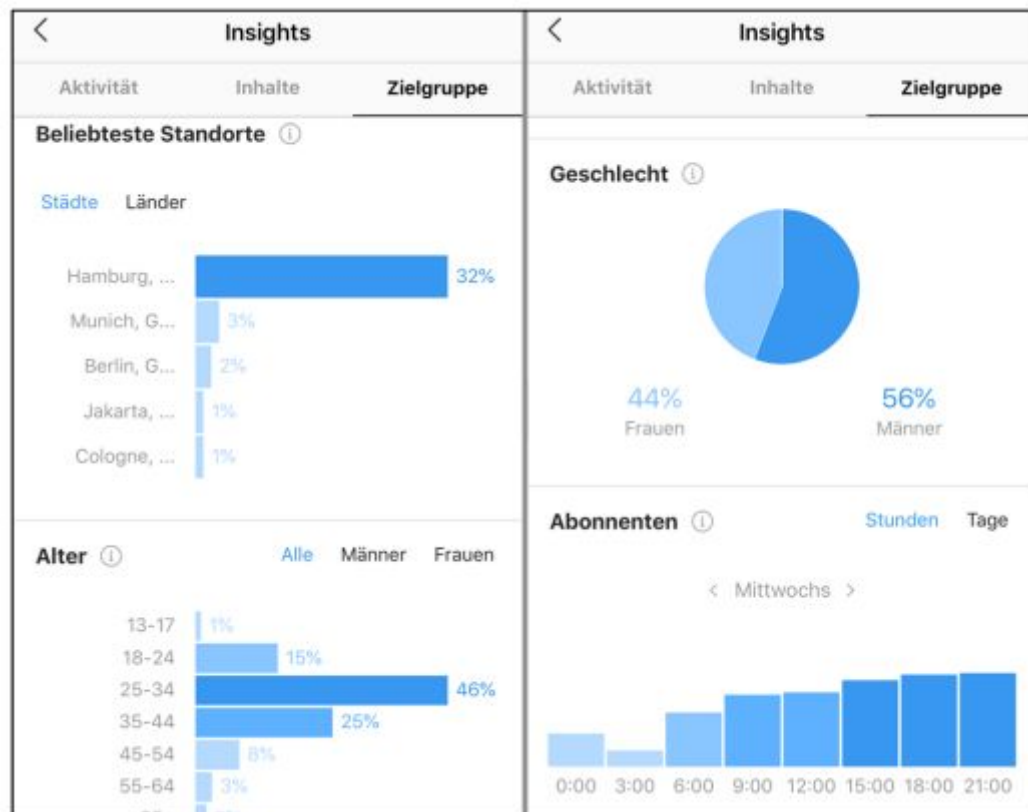 Insights
Aktivität Inhalte Zielgruppe
Beliebteste Standorte
Städte Länder
Hamburg, ... 32%
Munich, G... 3%
Berlin, G... 2%
Jakarta, ... 1%
Cologne, ... 1%
Alter Alle Männer Frauen
13-17 1%
18-24 15%
25-34 46%
35-44 25%
45-54 8%
55-64 3%
Insights
Aktivität Inhalte Zielgruppe
Geschlecht
44% 56%
Frauen Männer
Abonnenten Stunden Tage
< Mittwochs >
0:00 3:00 6:00 9:00 12:00 15:00 18:00 21:00